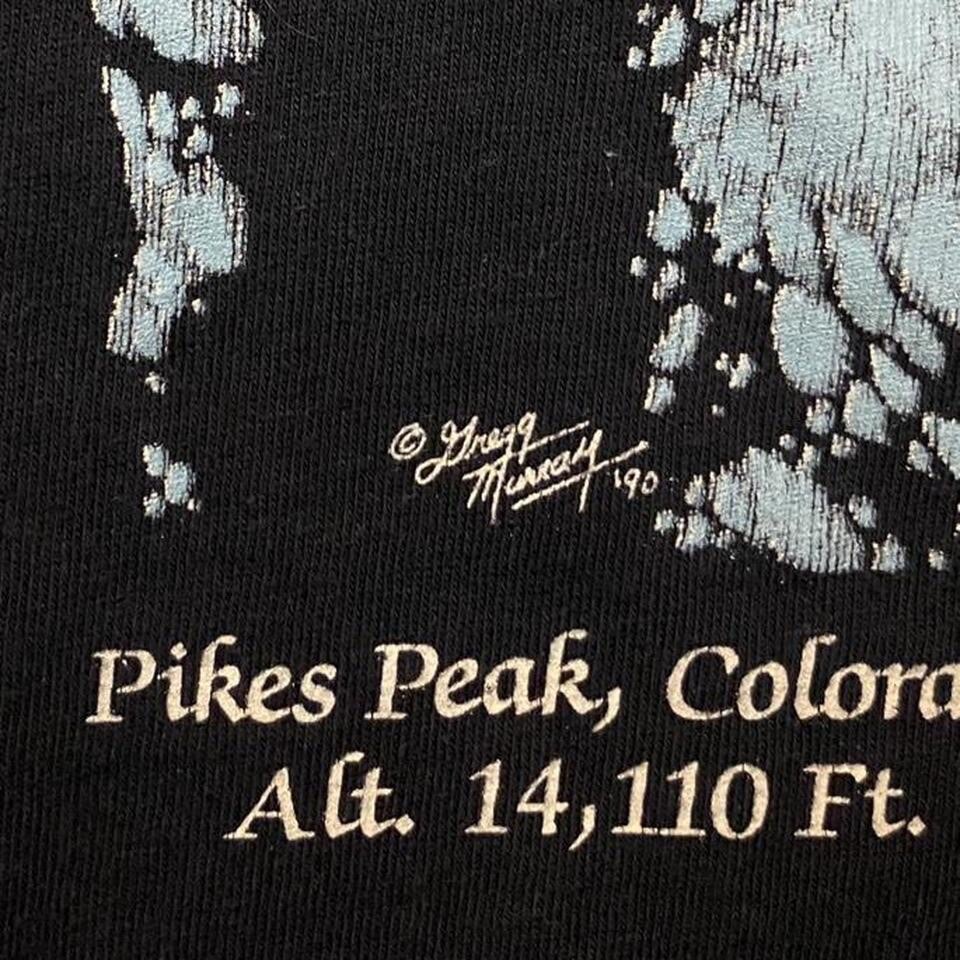 © Gregg
Murray '90
Pikes Peak, Colora
Alt. 14,110 Ft.